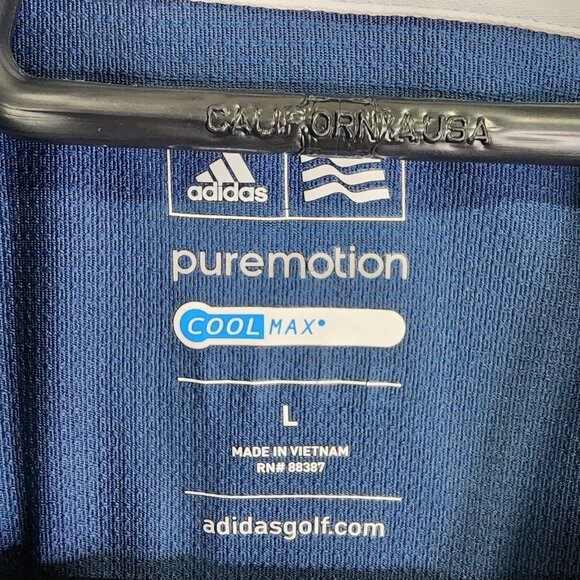 CALIFORNIA USA
adidas
puremotion
COOLMAX
L
MADE IN VIETNAM
RN# 88387
adidasgolf.com